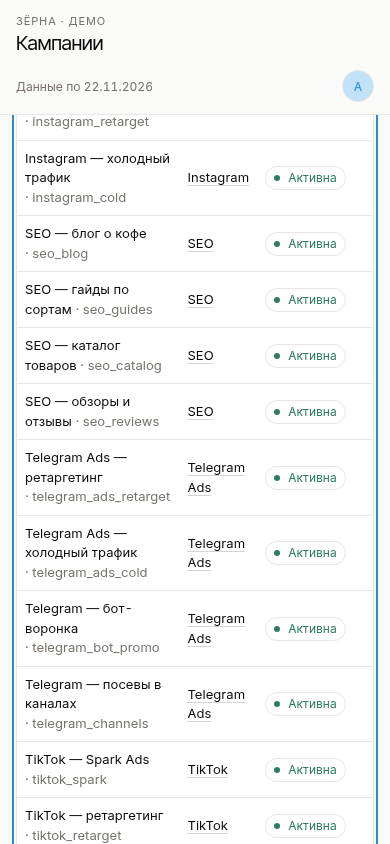 ЗЁРНА · ДЕМО
Кампании
Данные по 22.11.2026
А
· instagram_retarget
Instagram — холодный
трафик
· instagram_cold
Instagram
Активна
SEO — блог о кофе
· seo_blog
SEO
Активна
SEO — гайды по
сортам · seo_guides
SEO
Активна
SEO — каталог
товаров · seo_catalog
SEO
Активна
SEO — обзоры и
отзывы · seo_reviews
SEO
Активна
Telegram Ads —
ретаргетинг
· telegram_ads_retarget
Telegram
Ads
Активна
Telegram Ads —
холодный трафик
· telegram_ads_cold
Telegram
Ads
Активна
Telegram — бот-
воронка
· telegram_bot_promo
Telegram
Ads
Активна
Telegram — посевы в
каналах
· telegram_channels
Telegram
Ads
Активна
TikTok — Spark Ads
· tiktok_spark
TikTok
Активна
TikTok — ретаргетинг
· tiktok_retarget
TikTok
Активна